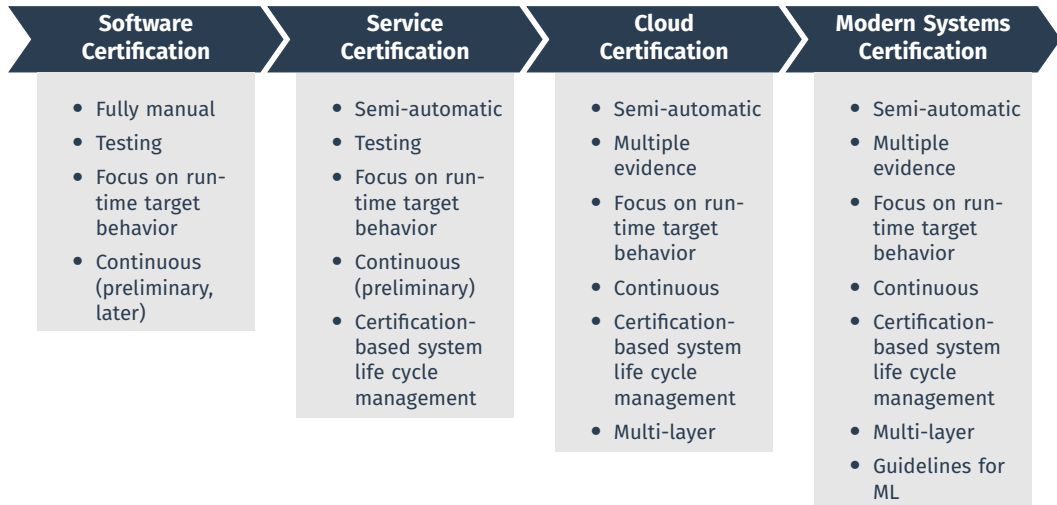 Software
Certification
Service
Certification
Cloud
Certification
Modern Systems
Certification
• Fully manual
• Testing
• Focus on run-
time target
behavior
• Continuous
(preliminary,
later)
• Semi-automatic
• Testing
• Focus on run-
time target
behavior
• Continuous
(preliminary)
• Certification-
based system
life cycle
management
• Semi-automatic
• Multiple
evidence
• Focus on run-
time target
behavior
• Continuous
• Certification-
based system
life cycle
management
• Multi-layer
• Semi-automatic
• Multiple
evidence
• Focus on run-
time target
behavior
• Continuous
• Certification-
based system
life cycle
management
• Multi-layer
• Guidelines for
ML